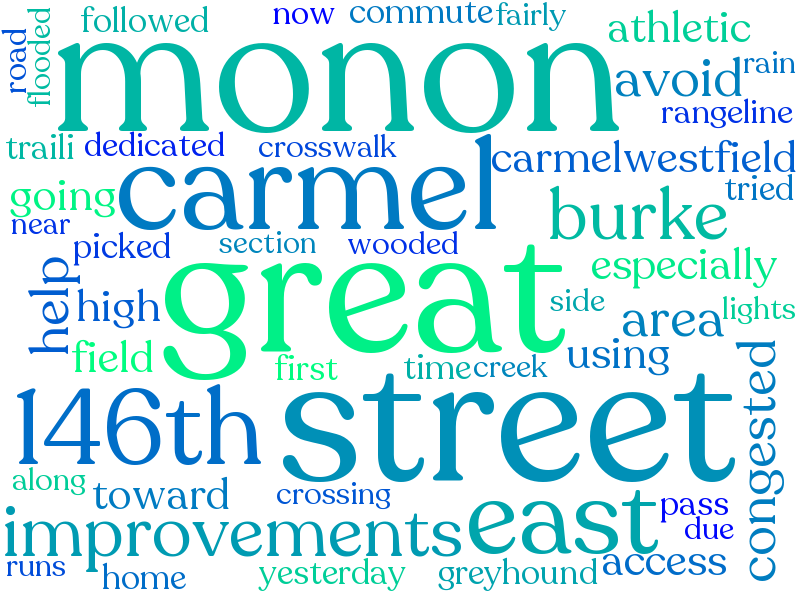 followed now commute fairly
road flooded monon athletic
avoid rain
rangeline
traili dedicated crosswalk carmelwestfield
going carmel tried
near picked section wooded burke
help high great especially
side lights
area
field first time creek using
146th street congested
along toward crossing
improvements east pass
due
runs home yesterday greyhound access